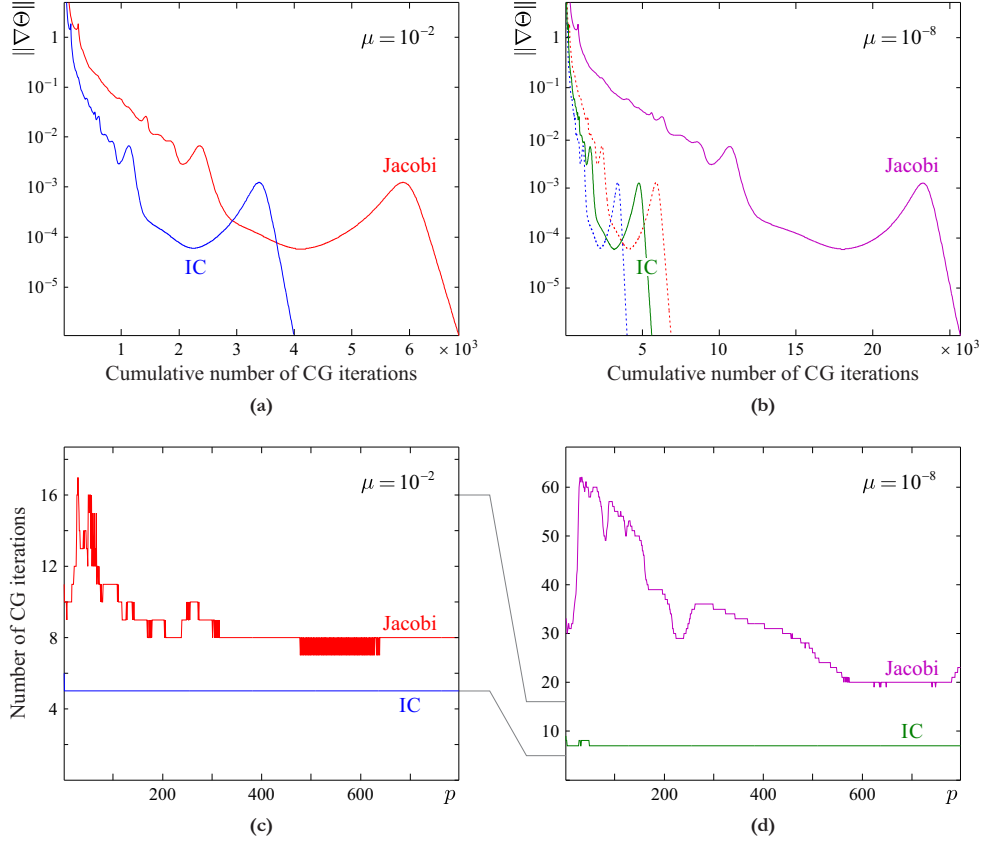 ‖∇Θ‖
1
10⁻¹
10⁻²
10⁻³
10⁻⁴
10⁻⁵
μ = 10⁻²
Jacobi
IC
1 2 3 4 5 6 × 10³
Cumulative number of CG iterations
(a)
‖∇Θ‖
1
10⁻¹
10⁻²
10⁻³
10⁻⁴
10⁻⁵
μ = 10⁻⁸
Jacobi
IC
5 10 15 20 × 10³
Cumulative number of CG iterations
(b)
Number of CG iterations
16
12
8
4
μ = 10⁻²
Jacobi
IC
200 400 600 p
(c)
60
50
40
30
20
10
μ = 10⁻⁸
Jacobi
IC
200 400 600 p
(d)